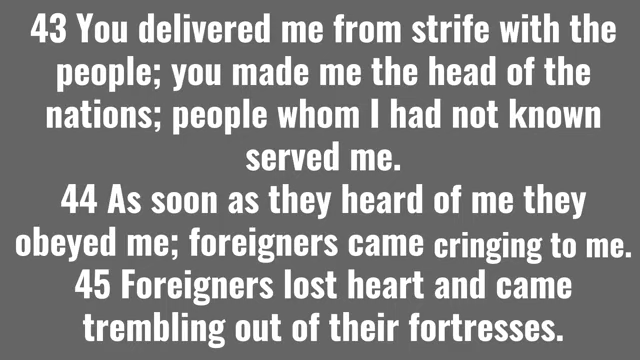 43 You delivered me from strife with the
people; you made me the head of the
nations; people whom I had not known
served me.
44 As soon as they heard of me they
obeyed me; foreigners came cringing to me.
45 Foreigners lost heart and came
trembling out of their fortresses.